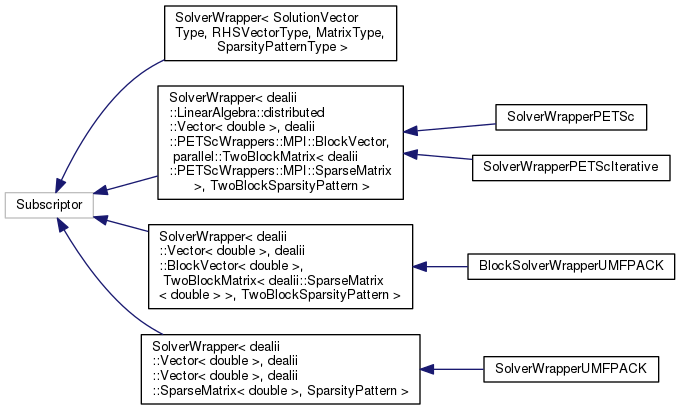 SolverWrapper< SolutionVector
Type, RHSVectorType, MatrixType,
SparsityPatternType >
SolverWrapper< dealii
::LinearAlgebra::distributed
::Vector< double >, dealii
::PETScWrappers::MPI::BlockVector,
parallel::TwoBlockMatrix< dealii
::PETScWrappers::MPI::SparseMatrix
>, TwoBlockSparsityPattern >
SolverWrapperPETSc
SolverWrapperPETScIterative
Subscriptor
SolverWrapper< dealii
::Vector< double >, dealii
::BlockVector< double >,
TwoBlockMatrix< dealii::SparseMatrix
< double > >, TwoBlockSparsityPattern >
BlockSolverWrapperUMFPACK
SolverWrapper< dealii
::Vector< double >, dealii
::Vector< double >, dealii
::SparseMatrix< double >, SparsityPattern >
SolverWrapperUMFPACK